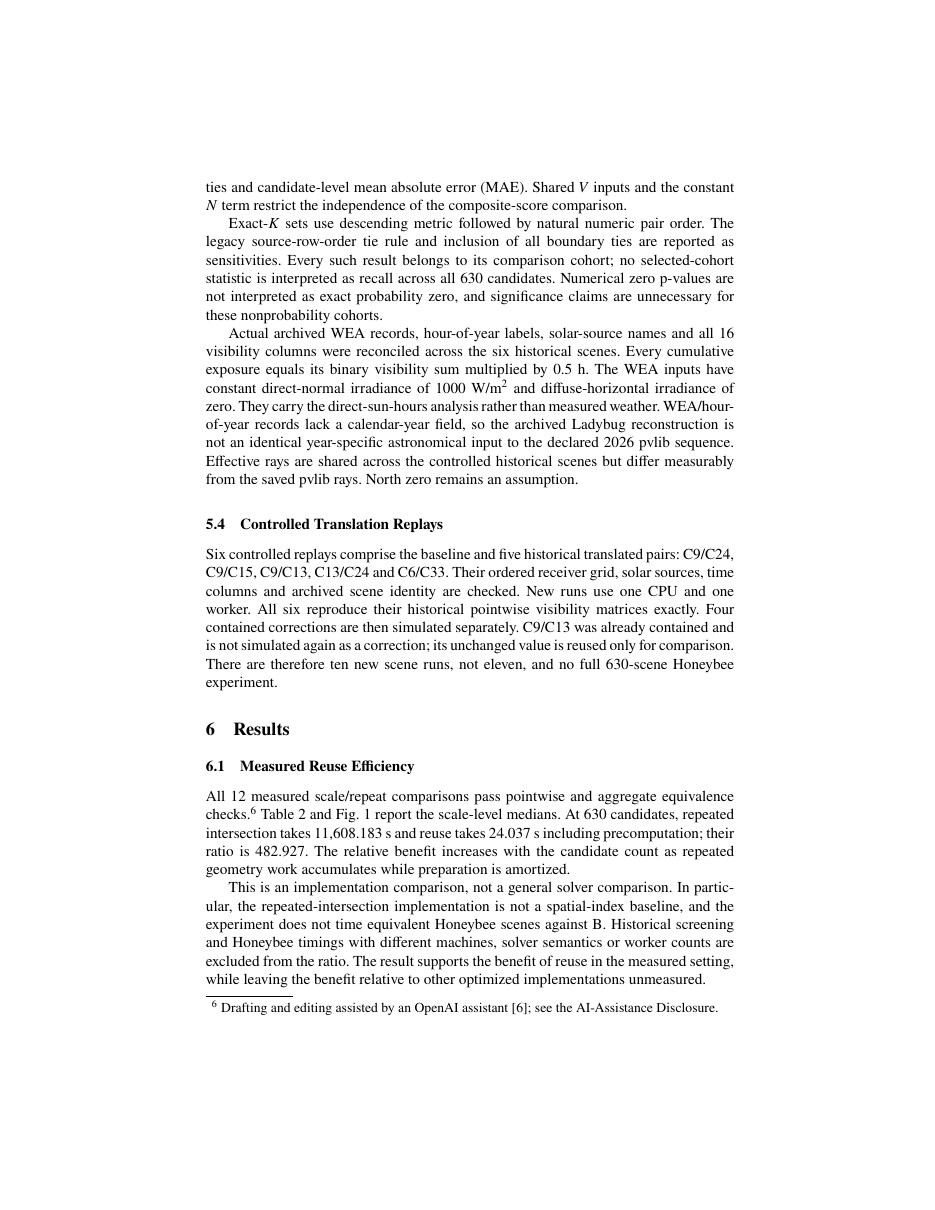 ties and candidate-level mean absolute error (MAE). Shared V inputs and the constant
N term restrict the independence of the composite-score comparison.
Exact-K sets use descending metric followed by natural numeric pair order. The
legacy source-row-order tie rule and inclusion of all boundary ties are reported as
sensitivities. Every such result belongs to its comparison cohort; no selected-cohort
statistic is interpreted as recall across all 630 candidates. Numerical zero p-values are
not interpreted as exact probability zero, and significance claims are unnecessary for
these nonprobability cohorts.
Actual archived WEA records, hour-of-year labels, solar-source names and all 16
visibility columns were reconciled across the six historical scenes. Every cumulative
exposure equals its binary visibility sum multiplied by 0.5 h. The WEA inputs have
constant direct-normal irradiance of 1000 W/m² and diffuse-horizontal irradiance of
zero. They carry the direct-sun-hours analysis rather than measured weather. WEA/hour-
of-year records lack a calendar-year field, so the archived Ladybug reconstruction is
not an identical year-specific astronomical input to the declared 2026 pvlib sequence.
Effective rays are shared across the controlled historical scenes but differ measurably
from the saved pvlib rays. North zero remains an assumption.
5.4 Controlled Translation Replays
Six controlled replays comprise the baseline and five historical translated pairs: C9/C24,
C9/C15, C9/C13, C13/C24 and C6/C33. Their ordered receiver grid, solar sources, time
columns and archived scene identity are checked. New runs use one CPU and one
worker. All six reproduce their historical pointwise visibility matrices exactly. Four
contained corrections are then simulated separately. C9/C13 was already contained and
is not simulated again as a correction; its unchanged value is reused only for comparison.
There are therefore ten new scene runs, not eleven, and no full 630-scene Honeybee
experiment.
6 Results
6.1 Measured Reuse Efficiency
All 12 measured scale/repeat comparisons pass pointwise and aggregate equivalence
checks.⁶ Table 2 and Fig. 1 report the scale-level medians. At 630 candidates, repeated
intersection takes 11,608.183 s and reuse takes 24.037 s including precomputation; their
ratio is 482.927. The relative benefit increases with the candidate count as repeated
geometry work accumulates while preparation is amortized.
This is an implementation comparison, not a general solver comparison. In partic-
ular, the repeated-intersection implementation is not a spatial-index baseline, and the
experiment does not time equivalent Honeybee scenes against B. Historical screening
and Honeybee timings with different machines, solver semantics or worker counts are
excluded from the ratio. The result supports the benefit of reuse in the measured setting,
while leaving the benefit relative to other optimized implementations unmeasured.
⁶ Drafting and editing assisted by an OpenAI assistant [6]; see the AI-Assistance Disclosure.